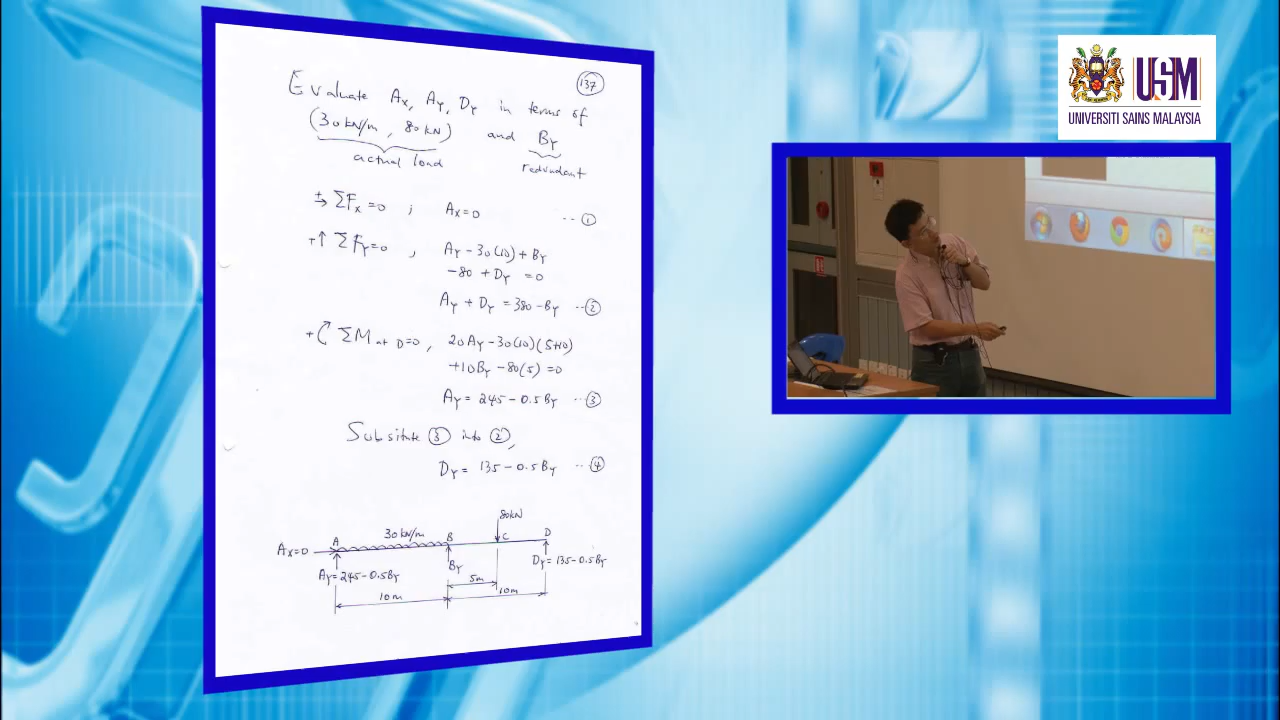 137
Evaluate Ax, Ay, Dy in terms of
(30 kN/m, 80 kN) and By
actual load redundant
+→ ΣFx = 0 ; Ax = 0 ... ①
+↑ ΣFy = 0 , Ay - 30(10) + By
-80 + Dy = 0
Ay + Dy = 380 - By ... ②
+ ΣM at D = 0 , 20Ay - 30(10)(5+10)
+10By - 80(5) = 0
Ay = 245 - 0.5By ... ③
Substitute ③ into ②,
Dy = 135 - 0.5By ... ④
80kN
Ax=0 A 30 kN/m B C D
Ay = 245 - 0.5By By Dy = 135 - 0.5By
5m
10m 10m
USM
UNIVERSITI SAINS MALAYSIA